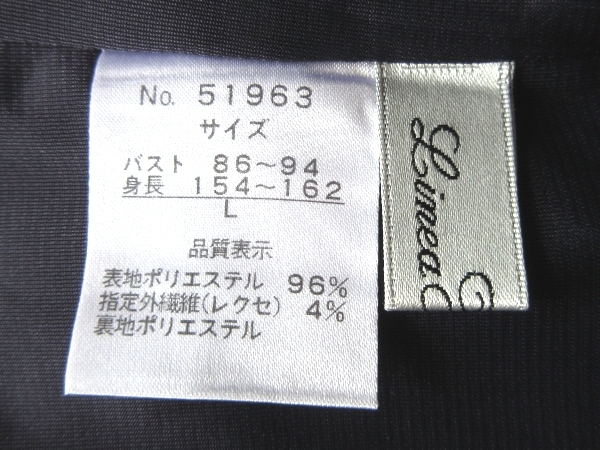 No. 51963
サイズ
バスト 86～94
身長 154～162
L
品質表示
表地ポリエステル 96%
指定外繊維(レクセ) 4%
裏地ポリエステル
Linea